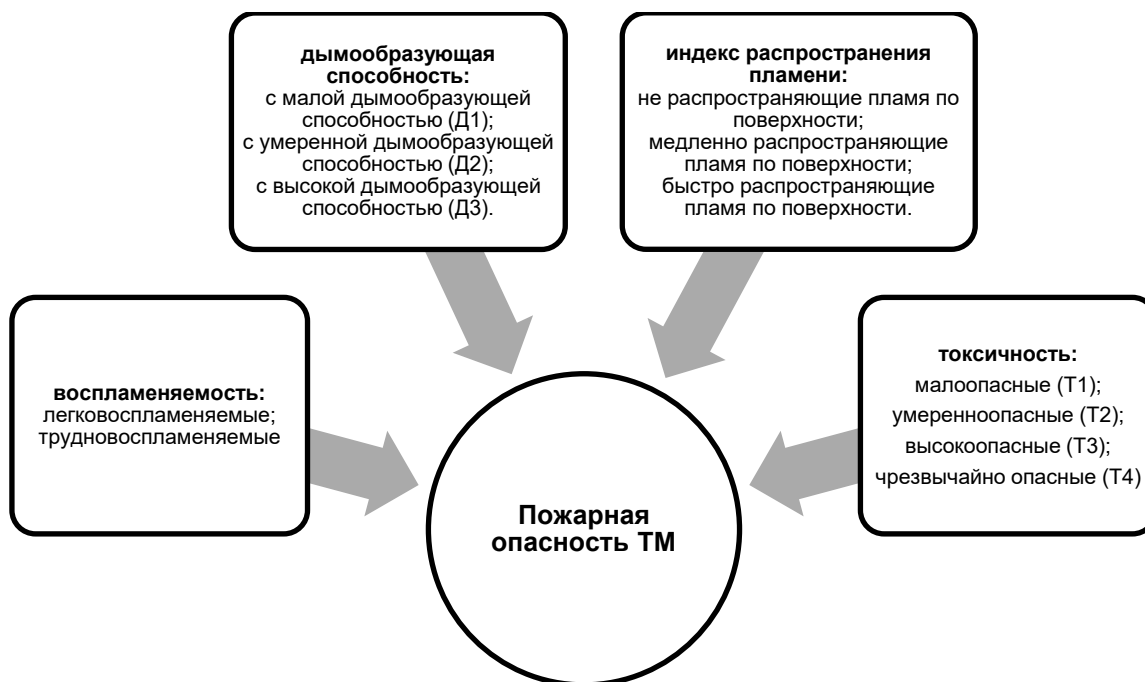 дымообразующая
способность:
с малой дымообразующей
способностью (Д1);
с умеренной дымообразующей
способностью (Д2);
с высокой дымообразующей
способностью (Д3).
индекс распространения
пламени:
не распространяющие пламя по
поверхности;
медленно распространяющие
пламя по поверхности;
быстро распространяющие
пламя по поверхности.
воспламеняемость:
легковоспламеняемые;
трудновоспламеняемые
токсичность:
малоопасные (Т1);
умеренноопасные (Т2);
высокоопасные (Т3);
чрезвычайно опасные (Т4)
Пожарная
опасность ТМ